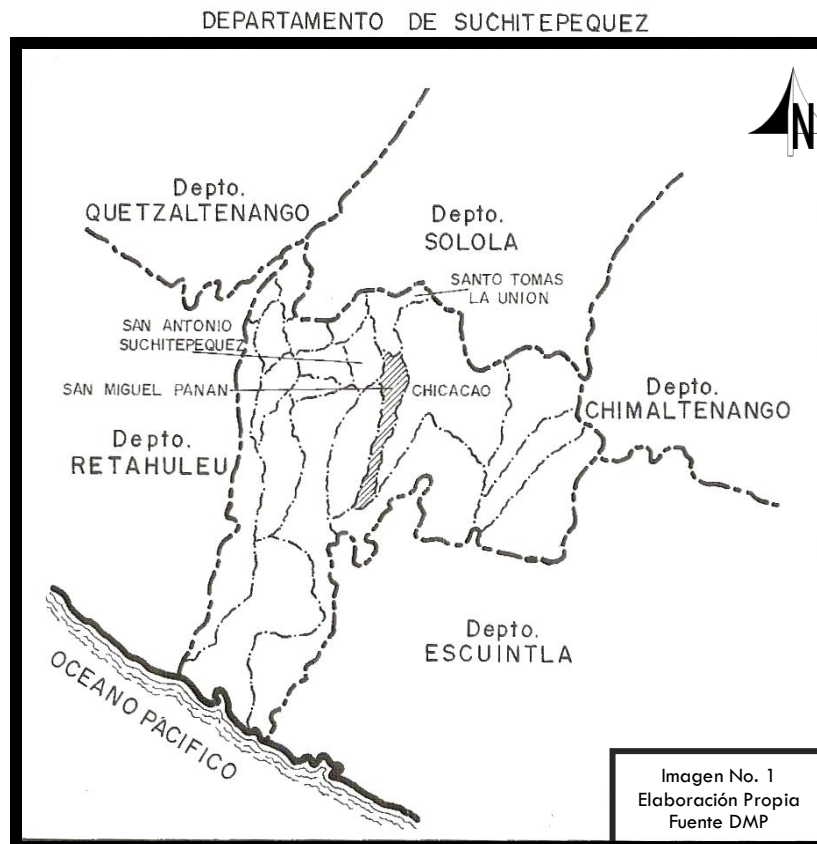 DEPARTAMENTO DE SUCHITEPEQUEZ
N
Depto.
QUETZALTENANGO
Depto.
SOLOLA
SANTO TOMAS
LA UNION
SAN ANTONIO
SUCHITEPEQUEZ
SAN MIGUEL PANAN
CHICACAO
Depto.
CHIMALTENANGO
Depto.
RETAHULEU
Depto.
ESCUINTLA
OCEANO PACIFICO
Imagen No. 1
Elaboración Propia
Fuente DMP